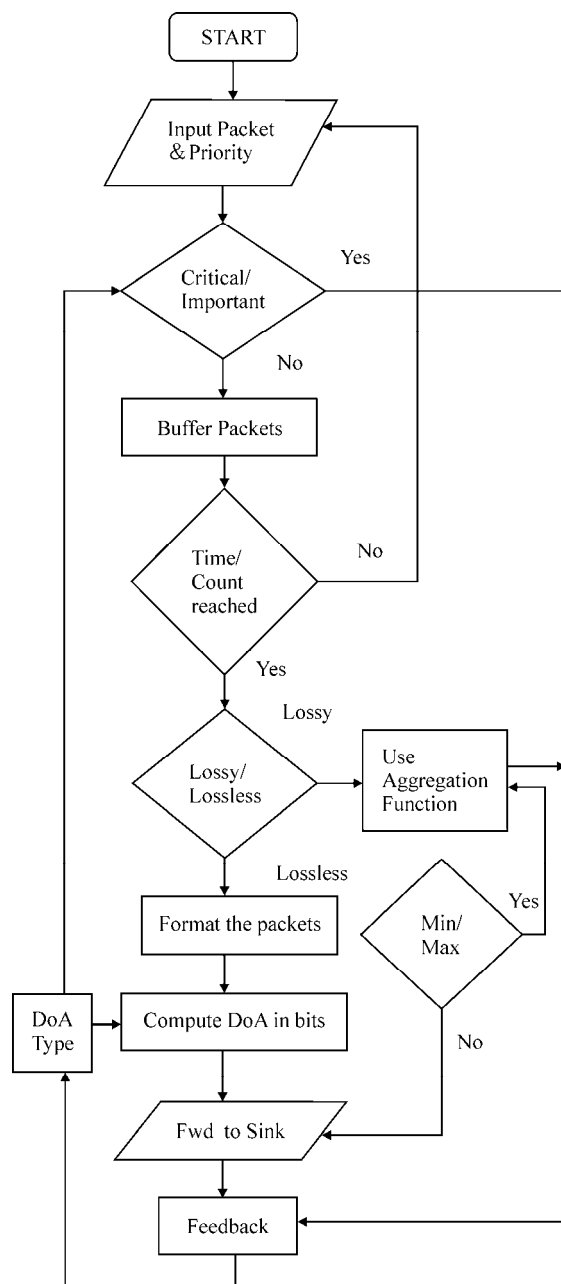 START
Input Packet
& Priority
Yes
Critical/
Important
No
Buffer Packets
Time/
Count
reached
No
Yes
Lossy
Lossy/
Lossless
Use
Aggregation
Function
Lossless
Format the packets
Min/
Max
Yes
DoA
Type
Compute DoA in bits
No
Fwd to Sink
Feedback